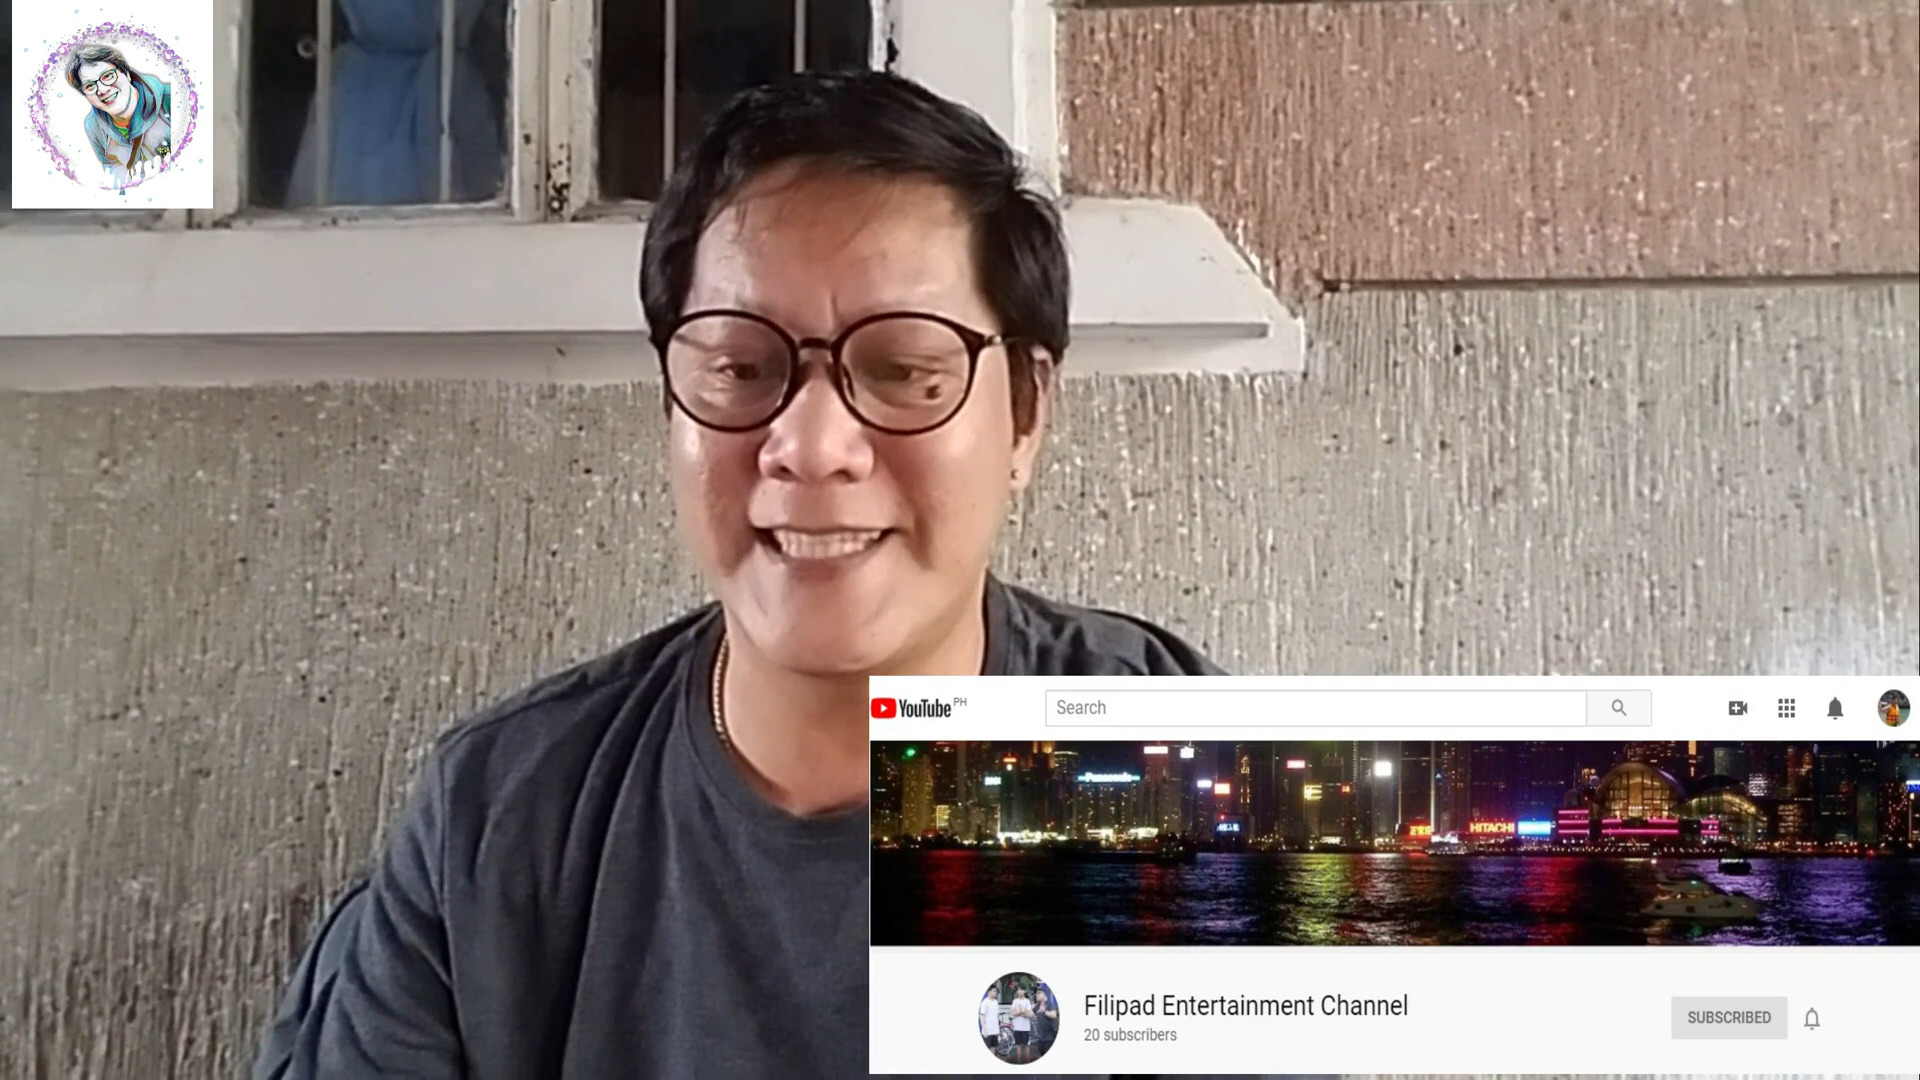 YouTube PH
Search
Panasonic
HITACHI
Filipad Entertainment Channel
20 subscribers
SUBSCRIBED